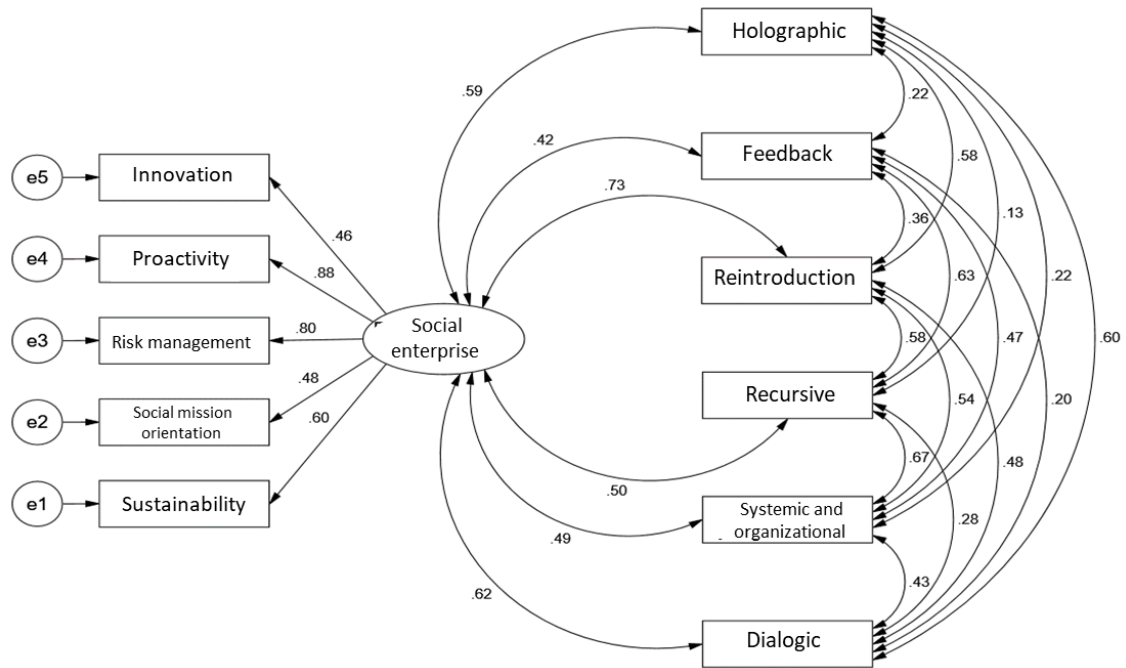 Holographic
.59
.22
.42
Feedback
e5
Innovation
.58
.73
.36
.13
.46
e4
Proactivity
.88
Reintroduction
.63
.22
e3
Risk management
.80
Social
enterprise
.58
.47
.60
e2
Social mission
orientation
.48
.60
Recursive
.54
.20
.67
.48
e1
Sustainability
.50
Systemic and
organizational
.28
.49
.43
.62
Dialogic